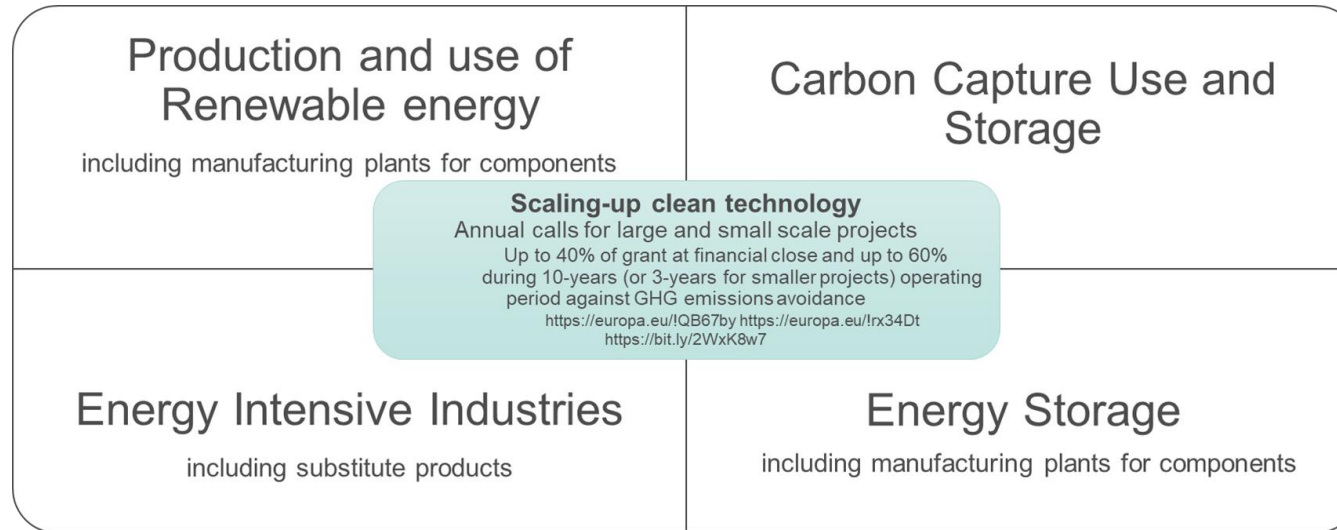 Production and use of
Renewable energy
including manufacturing plants for components
Carbon Capture Use and
Storage
Scaling-up clean technology
Annual calls for large and small scale projects
Up to 40% of grant at financial close and up to 60%
during 10-years (or 3-years for smaller projects) operating
period against GHG emissions avoidance
https://europa.eu/!QB67by https://europa.eu/!rx34Dt
https://bit.ly/2WxK8w7
Energy Intensive Industries
including substitute products
Energy Storage
including manufacturing plants for components